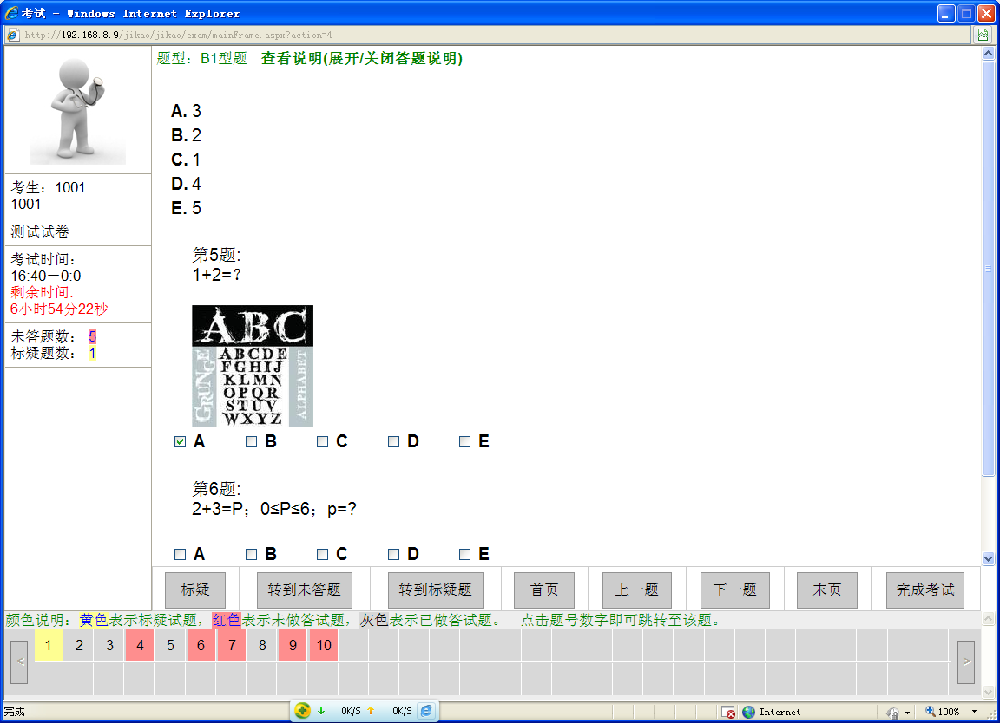 考试 - Windows Internet Explorer
http://192.168.8.9/jikao/jikao/exam/mainFrame.aspx?action=4
题型：B1型题 查看说明(展开/关闭答题说明)
考生：1001
1001
测试试卷
考试时间：
16:40－0:0
剩余时间:
6小时54分22秒
未答题数： 5
标疑题数： 1
A. 3
B. 2
C. 1
D. 4
E. 5
第5题:
1+2=？
ABC
GRUNGE
ABCDE
FGHIJ
KLMN
OPQR
STUV
WXYZ
ALPHABET
A B C D E
第6题:
2+3=P；0≤P≤6；p=?
A B C D E
标疑 转到未答题 转到标疑题 首页 上一题 下一题 末页 完成考试
颜色说明：黄色表示标疑试题，红色表示未做答试题，灰色表示已做答试题。 点击题号数字即可跳转至该题。
< 1 2 3 4 5 6 7 8 9 10 >
完成 0K/S 0K/S Internet 100%